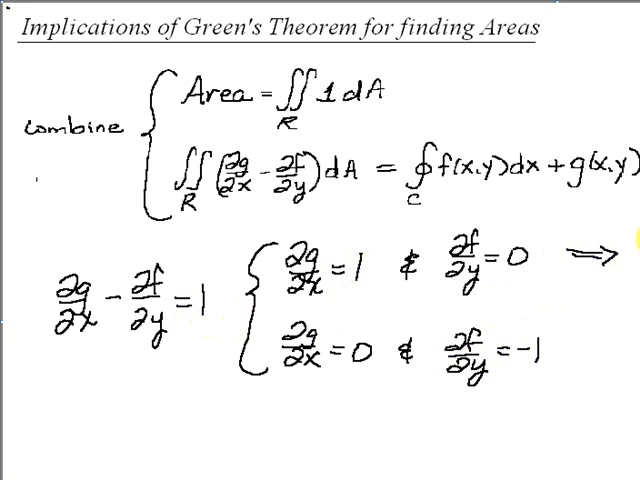 Implications of Green's Theorem for finding Areas
Area = ∬_R 1 dA
combine {
∬_R (∂g/∂x - ∂f/∂y) dA = ∮_C f(x,y)dx + g(x,y)
∂g/∂x - ∂f/∂y = 1 {
∂g/∂x = 1 & ∂f/∂y = 0 ⟹
∂g/∂x = 0 & ∂f/∂y = -1